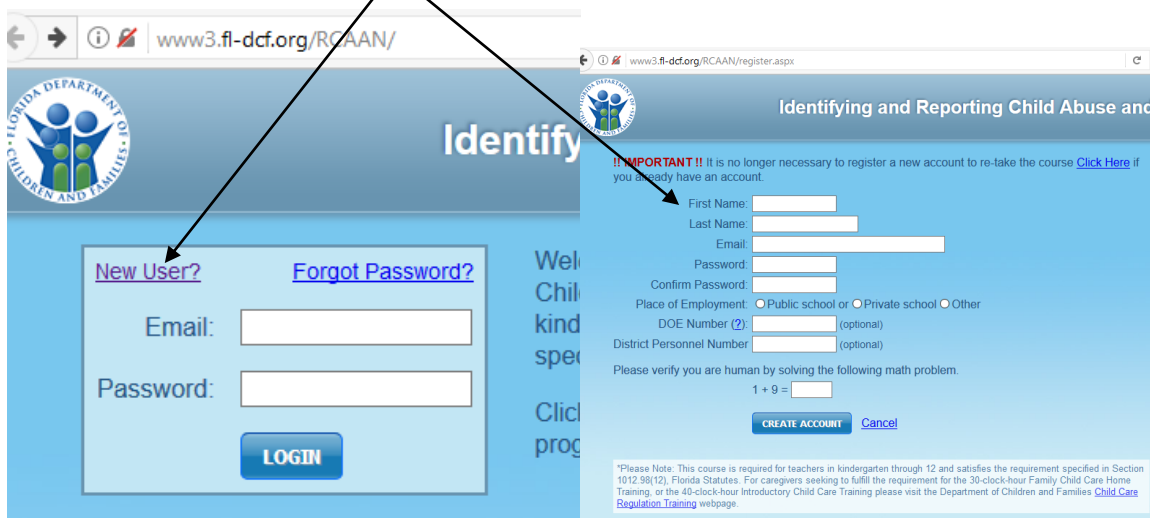 www3.fl-dcf.org/RCAAN/
FLORIDA DEPARTMENT OF CHILDREN AND FAMILIES
Identify
New User? Forgot Password?
Email:
Password:
LOGIN
Wel
Chil
kind
spec
Clic
prog
www3.fl-dcf.org/RCAAN/register.aspx
FLORIDA DEPARTMENT OF CHILDREN AND FAMILIES
Identifying and Reporting Child Abuse and
!! IMPORTANT !! It is no longer necessary to register a new account to re-take the course Click Here if
you already have an account.
First Name:
Last Name:
Email:
Password:
Confirm Password:
Place of Employment: Public school or Private school Other
DOE Number (?): (optional)
District Personnel Number (optional)
Please verify you are human by solving the following math problem.
1 + 9 =
CREATE ACCOUNT Cancel
*Please Note: This course is required for teachers in kindergarten through 12 and satisfies the requirement specified in Section
1012.98(12), Florida Statutes. For caregivers seeking to fulfill the requirement for the 30-clock-hour Family Child Care Home
Training, or the 40-clock-hour Introductory Child Care Training please visit the Department of Children and Families Child Care
Regulation Training webpage.